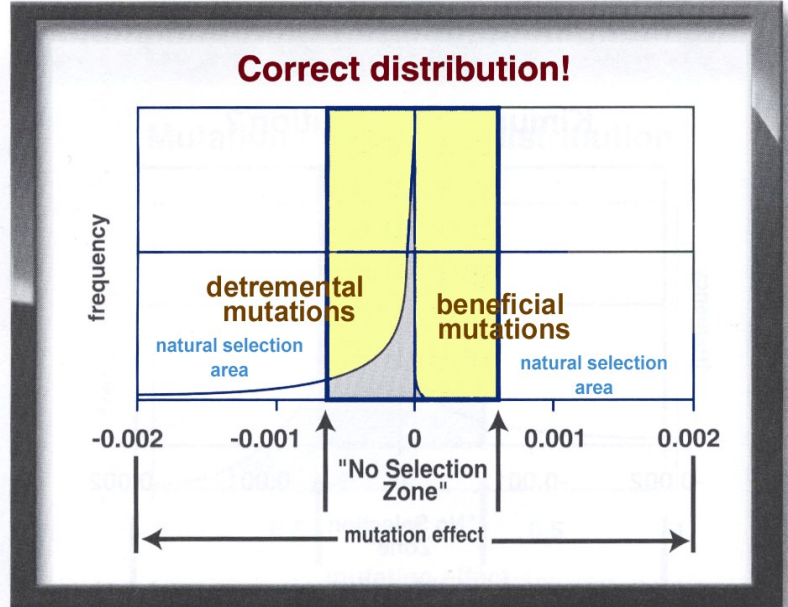 Correct distribution!
frequency
detremental
mutations
beneficial
mutations
natural selection
area
natural selection
area
-0.002
-0.001
0
0.001
0.002
"No Selection
Zone"
mutation effect